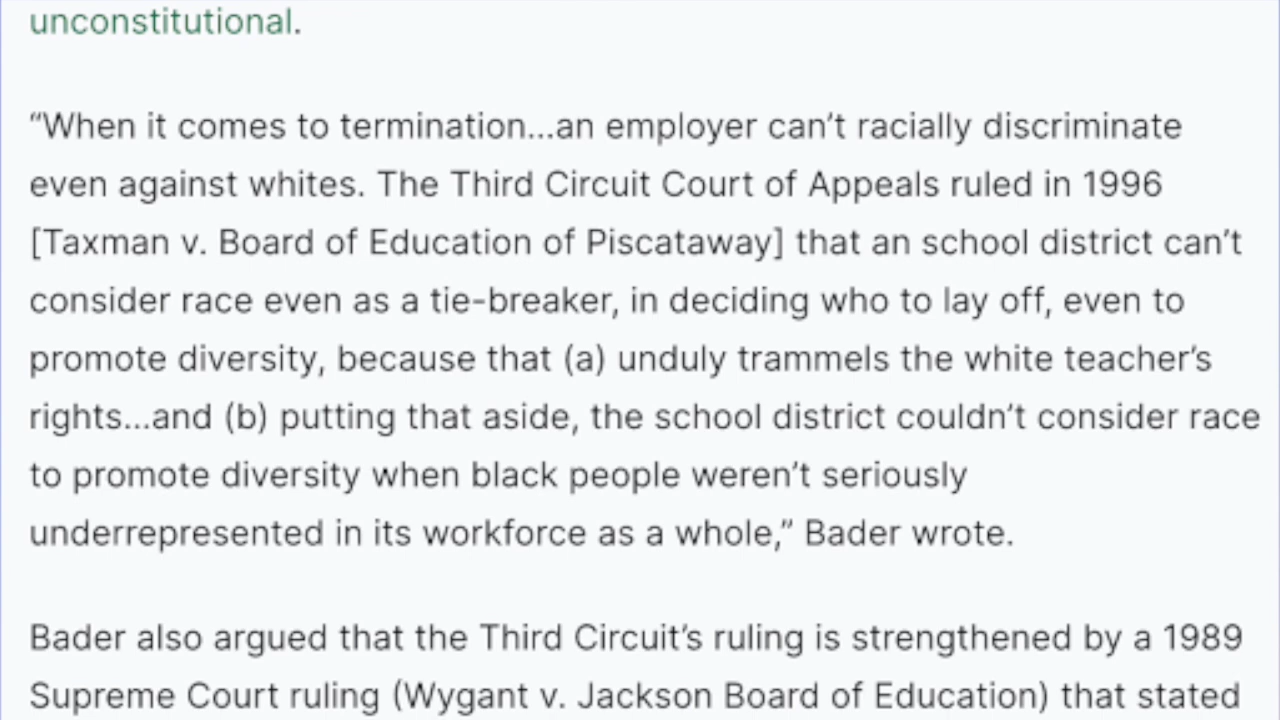 unconstitutional.
“When it comes to termination...an employer can’t racially discriminate
even against whites. The Third Circuit Court of Appeals ruled in 1996
[Taxman v. Board of Education of Piscataway] that an school district can’t
consider race even as a tie-breaker, in deciding who to lay off, even to
promote diversity, because that (a) unduly trammels the white teacher’s
rights...and (b) putting that aside, the school district couldn’t consider race
to promote diversity when black people weren’t seriously
underrepresented in its workforce as a whole,” Bader wrote.
Bader also argued that the Third Circuit’s ruling is strengthened by a 1989
Supreme Court ruling (Wygant v. Jackson Board of Education) that stated